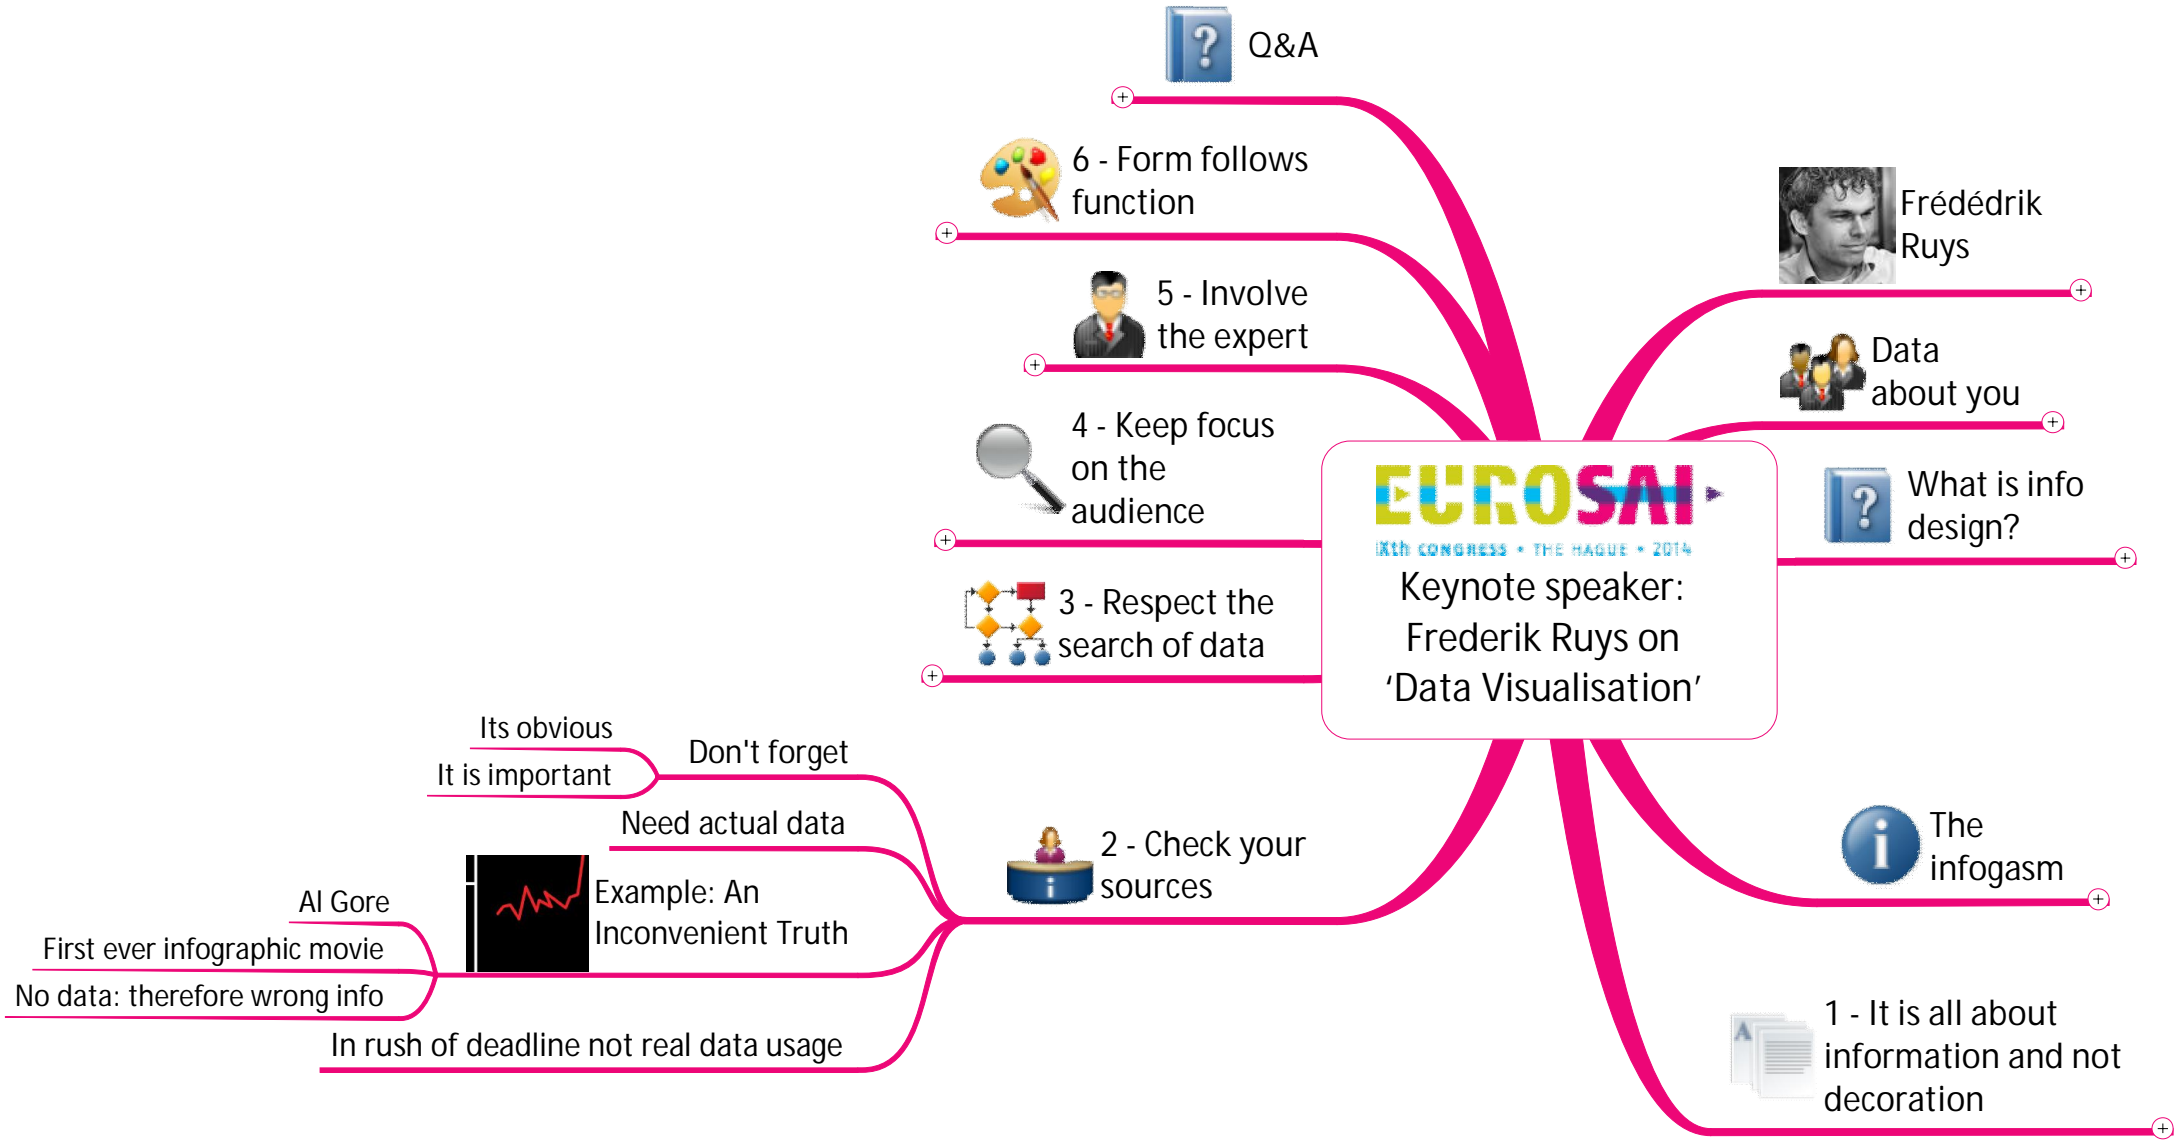 EUROSAI
IXth CONGRESS • THE HAGUE • 2014
Keynote speaker:
Frederik Ruys on
‘Data Visualisation’
Frédédrik
Ruys
Data
about you
What is info
design?
The
infogasm
1 - It is all about
information and not
decoration
2 - Check your
sources
Don't forget
Its obvious
It is important
Need actual data
Example: An
Inconvenient Truth
Al Gore
First ever infographic movie
No data: therefore wrong info
In rush of deadline not real data usage
3 - Respect the
search of data
4 - Keep focus
on the
audience
5 - Involve
the expert
6 - Form follows
function
Q&A